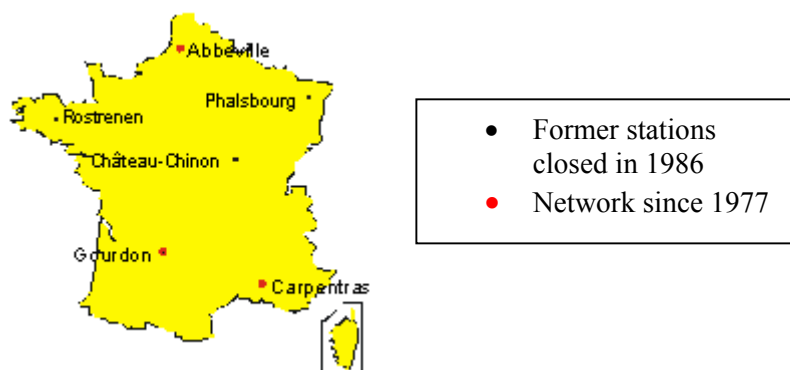 Abbeville
Phalsbourg
Rostrenen
Château-Chinon
Gourdon
Carpentras
• Former stations
closed in 1986
• Network since 1977